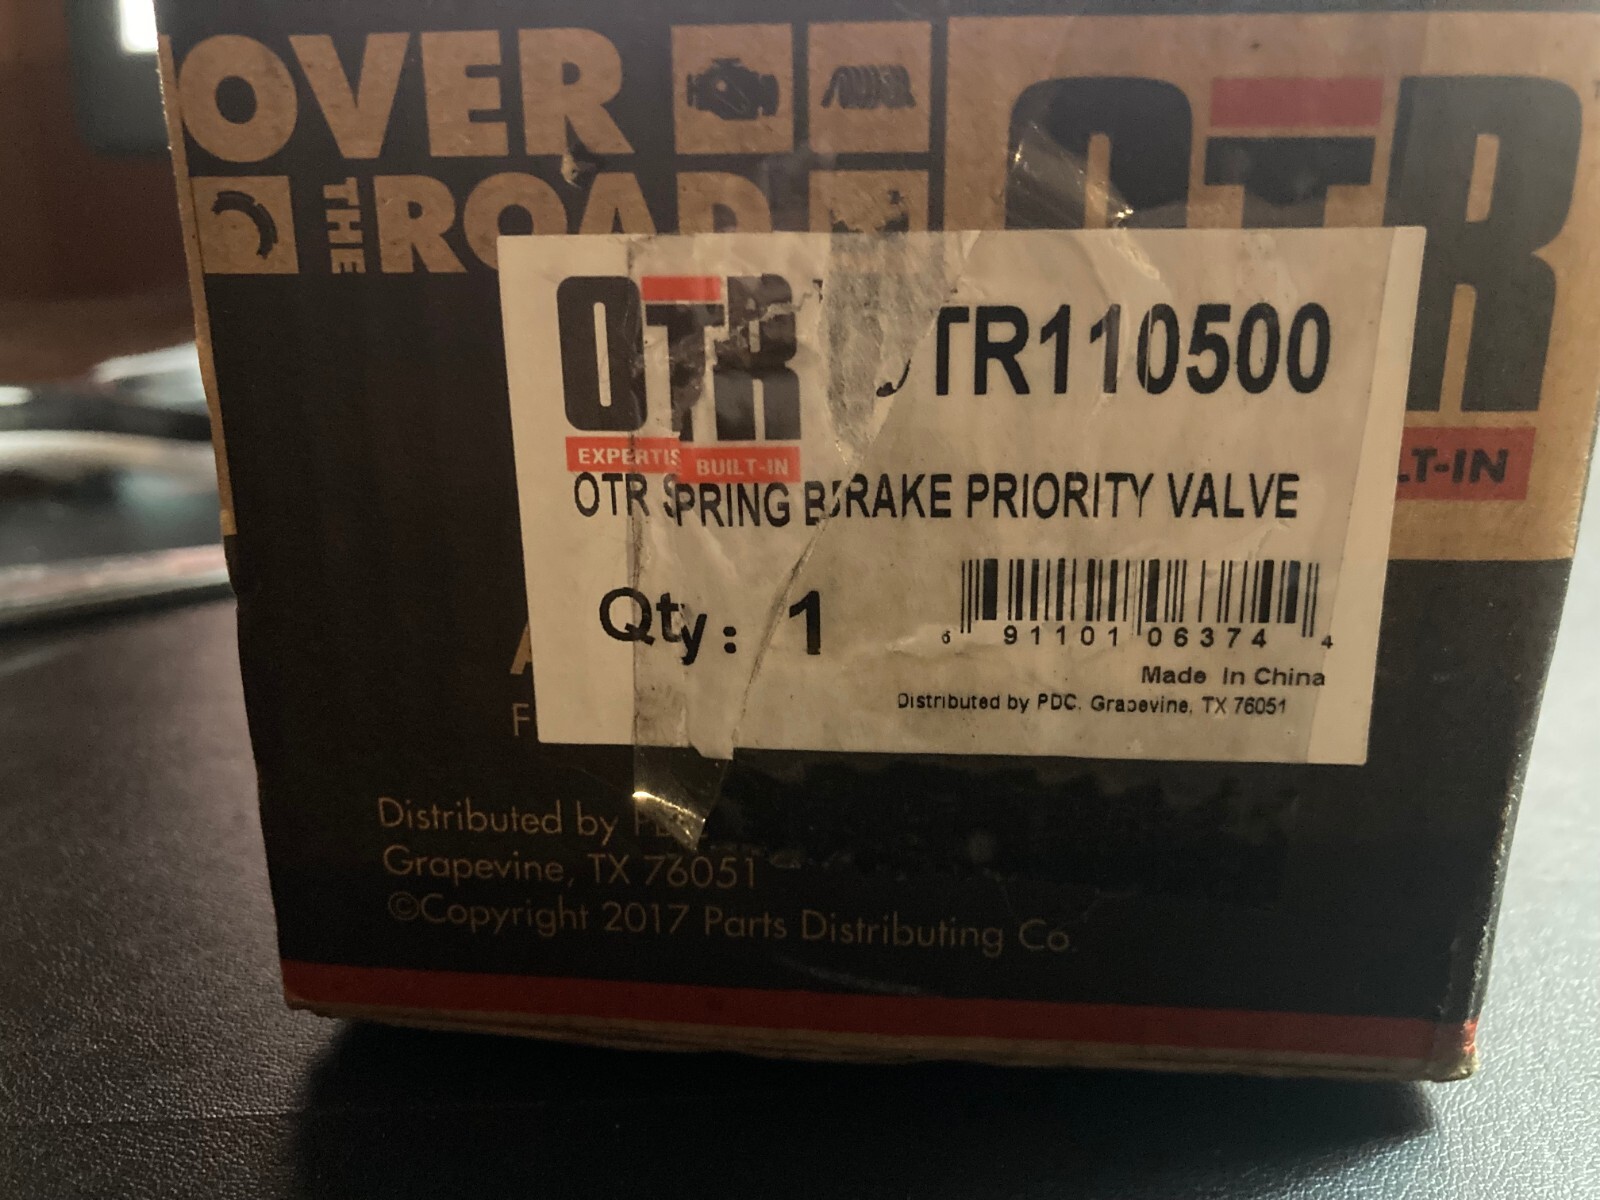 OVER
THE ROAD
OTR
LT-IN
OTR
EXPERTIS BUILT-IN
TR110500
OTR SPRING BRAKE PRIORITY VALVE
Qty: 1
6 91101 06374 4
Made In China
Distributed by PDC, Grapevine, TX 76051
Distributed by PDC
Grapevine, TX 76051
©Copyright 2017 Parts Distributing Co.